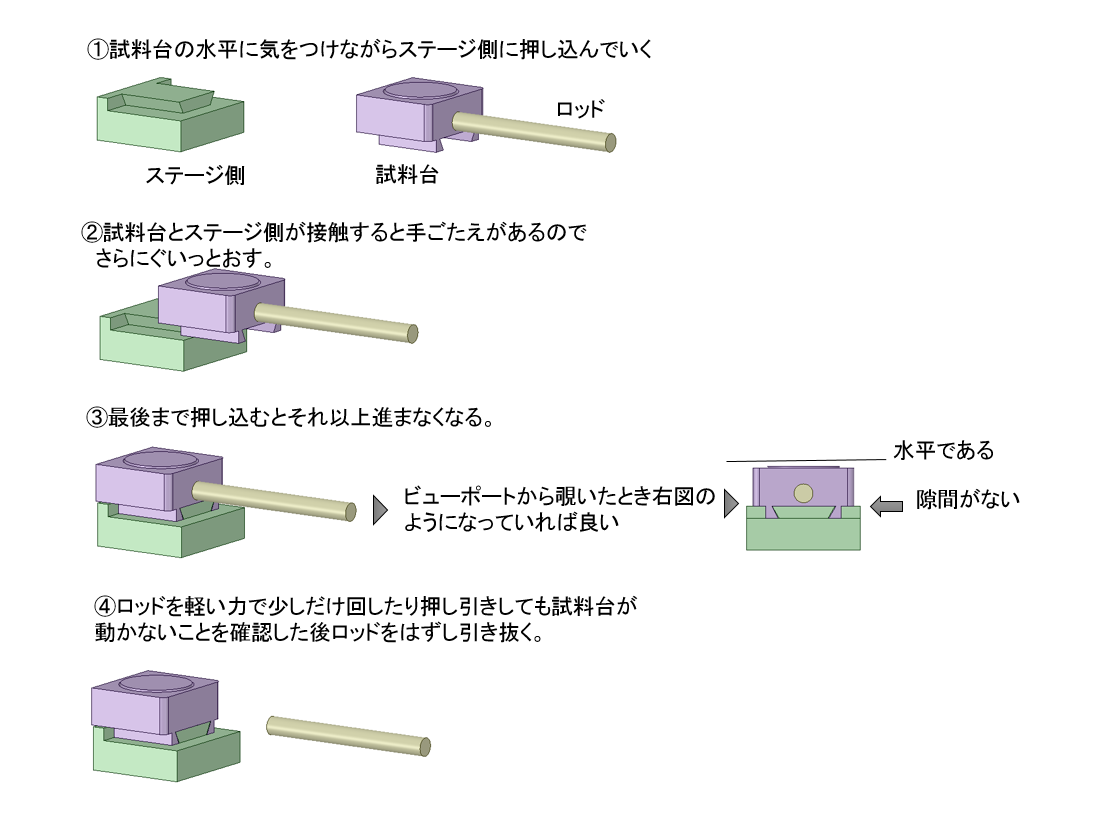 ①試料台の水平に気をつけながらステージ側に押し込んでいく
ロッド
ステージ側
試料台
②試料台とステージ側が接触すると手ごたえがあるので
さらにぐいっとおす。
③最後まで押し込むとそれ以上進まなくなる。
水平である
ビューポートから覗いたとき右図の
ようになっていれば良い
隙間がない
④ロッドを軽い力で少しだけ回したり押し引きしても試料台が
動かないことを確認した後ロッドをはずし引き抜く。